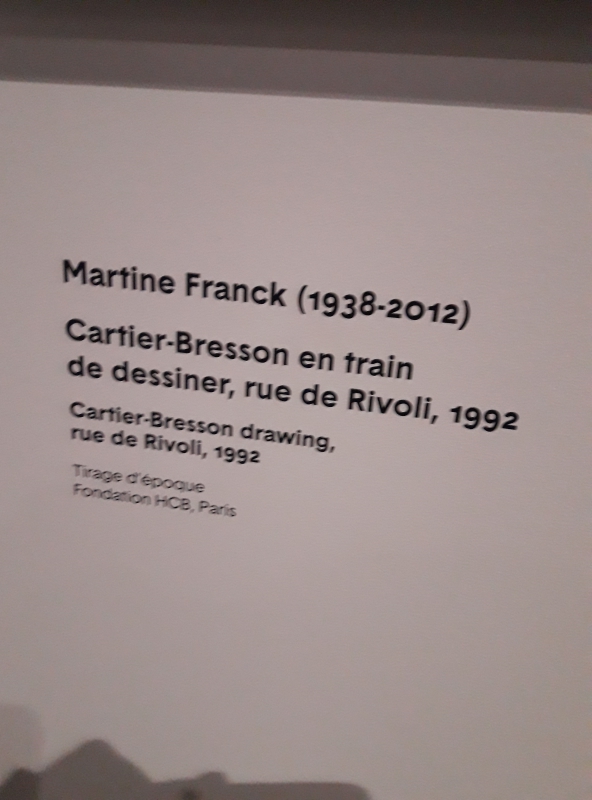 Martine Franck (1938-2012)
Cartier-Bresson en train
de dessiner, rue de Rivoli, 1992
Cartier-Bresson drawing,
rue de Rivoli, 1992
Tirage d'époque
Fondation HCB, Paris